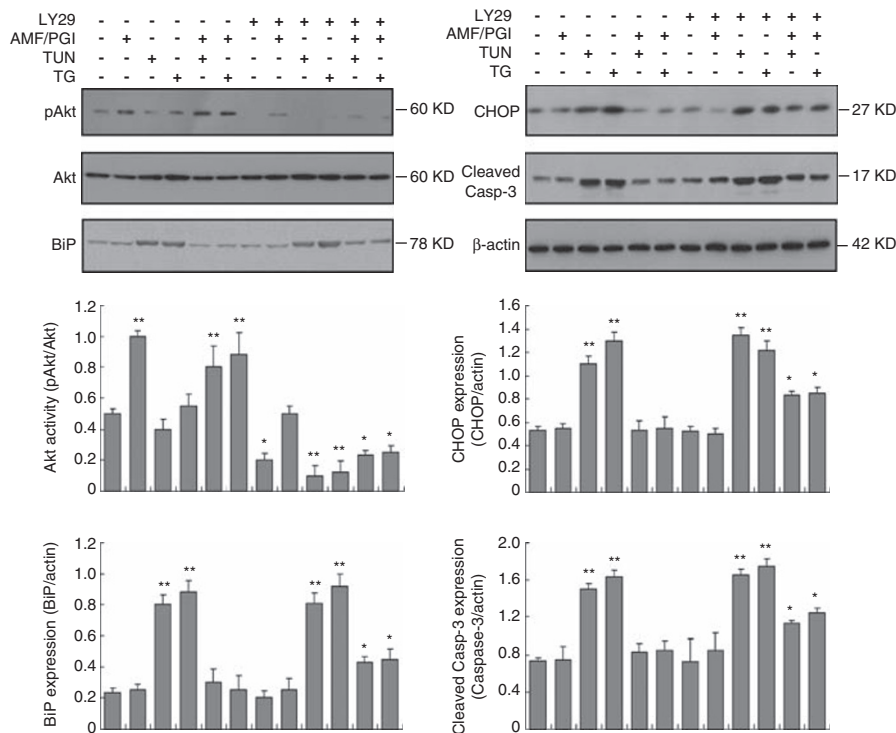 LY29 - - - - - - + + + + + +
AMF/PGI - + - - + + - + - - + +
TUN - - + - + - - - + - + -
TG - - - + - + - - - + - +
pAkt 60 KD
Akt 60 KD
BiP 78 KD
LY29 - - - - - - + + + + + +
AMF/PGI - + - - + + - + - - + +
TUN - - + - + - - - + - + -
TG - - - + - + - - - + - +
CHOP 27 KD
Cleaved
Casp-3 17 KD
β-actin 42 KD
Akt activity (pAkt/Akt)
1.2
1.0
0.8
0.6
0.4
0.2
0
** ** ** * ** ** * *
CHOP expression
(CHOP/actin)
1.6
1.4
1.2
1.0
0.8
0.6
0.4
0.2
0
** ** ** ** * *
BiP expression (BiP/actin)
1.2
1.0
0.8
0.6
0.4
0.2
0
** ** ** ** * *
Cleaved Casp-3 expression
(Caspase-3/actin)
2.0
1.6
1.2
0.8
0.4
0
** ** ** ** * *